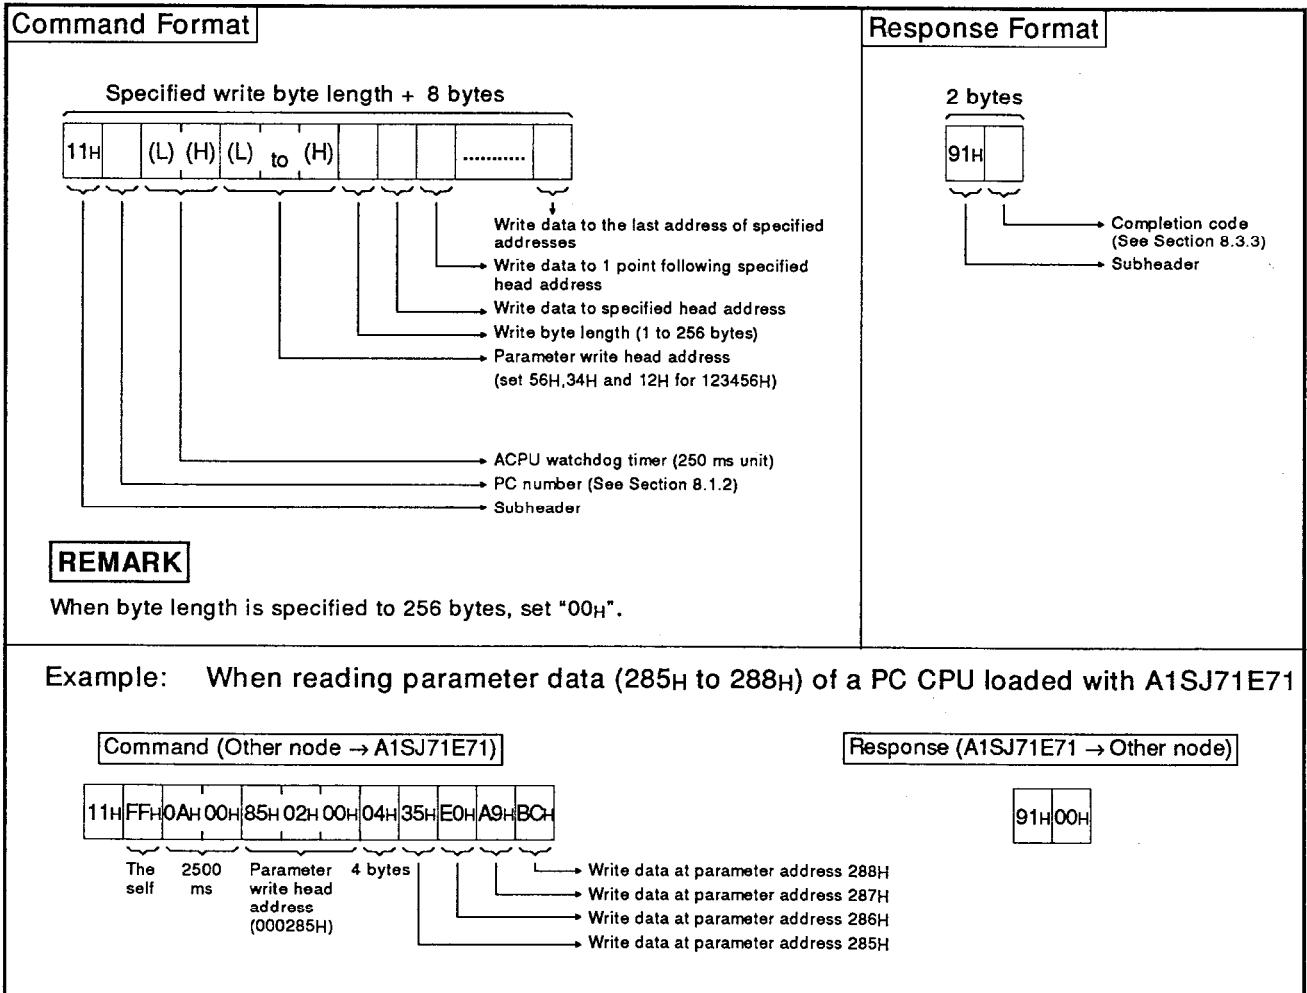 Command Format
Response Format
Specified write byte length + 8 bytes
11H (L) (H) (L) to (H) ............
Write data to the last address of specified
addresses
Write data to 1 point following specified
head address
Write data to specified head address
Write byte length (1 to 256 bytes)
Parameter write head address
(set 56H,34H and 12H for 123456H)
ACPU watchdog timer (250 ms unit)
PC number (See Section 8.1.2)
Subheader
2 bytes
91H
Completion code
(See Section 8.3.3)
Subheader
REMARK
When byte length is specified to 256 bytes, set "00H".
Example: When reading parameter data (285H to 288H) of a PC CPU loaded with A1SJ71E71
Command (Other node → A1SJ71E71)
11H FFH 0AH 00H 85H 02H 00H 04H 35H E0H A9H BCH
The
self
2500
ms
Parameter
write head
address
(000285H)
4 bytes
Write data at parameter address 288H
Write data at parameter address 287H
Write data at parameter address 286H
Write data at parameter address 285H
Response (A1SJ71E71 → Other node)
91H 00H